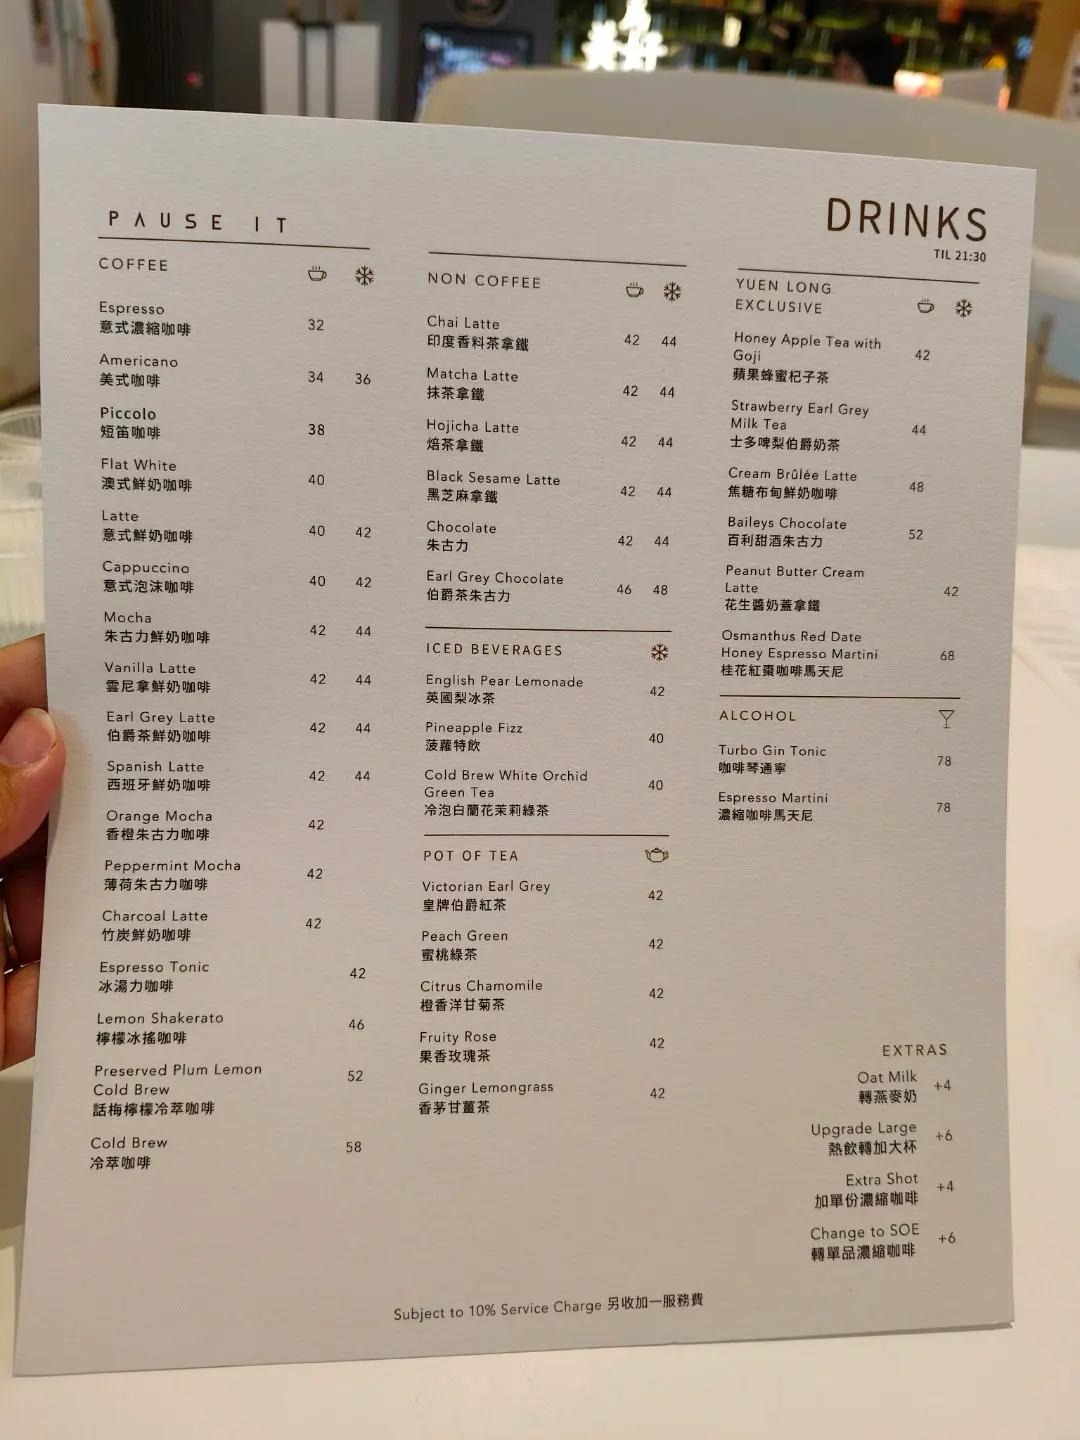 美好
PAUSE IT
DRINKS
TIL 21:30
COFFEE
Espresso
意式濃縮咖啡 32
Americano
美式咖啡 34 36
Piccolo
短笛咖啡 38
Flat White
澳式鮮奶咖啡 40
Latte
意式鮮奶咖啡 40 42
Cappuccino
意式泡沫咖啡 40 42
Mocha
朱古力鮮奶咖啡 42 44
Vanilla Latte
雲尼拿鮮奶咖啡 42 44
Earl Grey Latte
伯爵茶鮮奶咖啡 42 44
Spanish Latte
西班牙鮮奶咖啡 42 44
Orange Mocha
香橙朱古力咖啡 42
Peppermint Mocha
薄荷朱古力咖啡 42
Charcoal Latte
竹炭鮮奶咖啡 42
Espresso Tonic
冰湯力咖啡 42
Lemon Shakerato
檸檬冰搖咖啡 46
Preserved Plum Lemon
Cold Brew
話梅檸檬冷萃咖啡 52
Cold Brew
冷萃咖啡 58
NON COFFEE
Chai Latte
印度香料茶拿鐵 42 44
Matcha Latte
抹茶拿鐵 42 44
Hojicha Latte
焙茶拿鐵 42 44
Black Sesame Latte
黑芝麻拿鐵 42 44
Chocolate
朱古力 42 44
Earl Grey Chocolate
伯爵茶朱古力 46 48
ICED BEVERAGES
English Pear Lemonade
英國梨冰茶 42
Pineapple Fizz
菠蘿特飲 40
Cold Brew White Orchid
Green Tea
冷泡白蘭花茉莉綠茶 40
POT OF TEA
Victorian Earl Grey
皇牌伯爵紅茶 42
Peach Green
蜜桃綠茶 42
Citrus Chamomile
橙香洋甘菊茶 42
Fruity Rose
果香玫瑰茶 42
Ginger Lemongrass
香茅甘薑茶 42
YUEN LONG
EXCLUSIVE
Honey Apple Tea with
Goji
蘋果蜂蜜杞子茶 42
Strawberry Earl Grey
Milk Tea
士多啤梨伯爵奶茶 44
Cream Brûlée Latte
焦糖布甸鮮奶咖啡 48
Baileys Chocolate
百利甜酒朱古力 52
Peanut Butter Cream
Latte
花生醬奶蓋拿鐵 42
Osmanthus Red Date
Honey Espresso Martini
桂花紅棗咖啡馬天尼 68
ALCOHOL
Turbo Gin Tonic
咖啡琴通寧 78
Espresso Martini
濃縮咖啡馬天尼 78
EXTRAS
Oat Milk
轉燕麥奶 +4
Upgrade Large
熱飲轉加大杯 +6
Extra Shot
加單份濃縮咖啡 +4
Change to SOE
轉單品濃縮咖啡 +6
Subject to 10% Service Charge 另收加一服務費